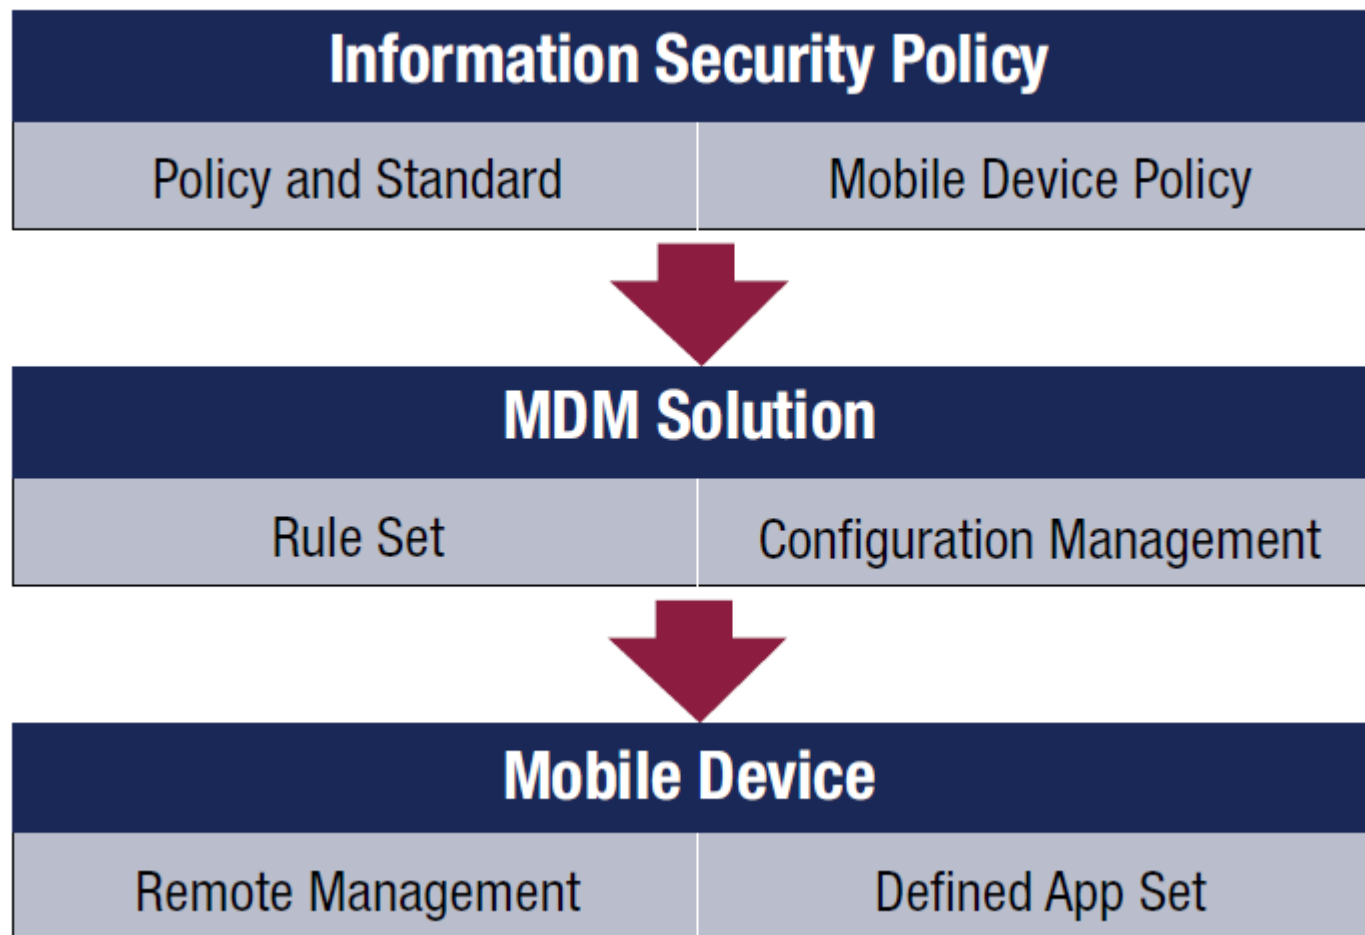 Information Security Policy
Policy and Standard
Mobile Device Policy
MDM Solution
Rule Set
Configuration Management
Mobile Device
Remote Management
Defined App Set